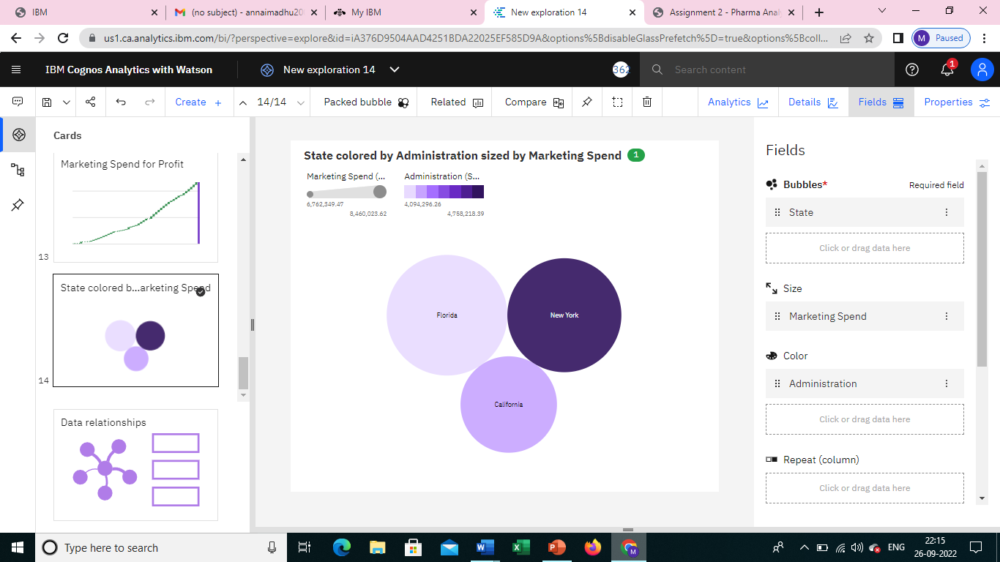 IBM
(no subject) - annaimadhu20
My IBM
New exploration 14
Assignment 2 - Pharma Anal
us1.ca.analytics.ibm.com/bi/?perspective=explore&id=iA376D9504AAD4251BDA22025EF585D9A&options%5BdisableGlassPrefetch%5D=true&options%5Bcoll...
M Paused
IBM Cognos Analytics with Watson
New exploration 14
362
Search content
1
Create +
14/14
Packed bubble
Related
Compare
Analytics
Details
Fields
Properties
Cards
Marketing Spend for Profit
13
State colored b...arketing Spend
14
Data relationships
State colored by Administration sized by Marketing Spend 1
Marketing Spend (...
6,762,349.47
8,460,023.62
Administration (S...
4,094,296.26
4,758,218.39
Florida
New York
California
Fields
Bubbles* Required field
State
Click or drag data here
Size
Marketing Spend
Color
Administration
Click or drag data here
Repeat (column)
Click or drag data here
Type here to search
M
ENG
22:15
26-09-2022